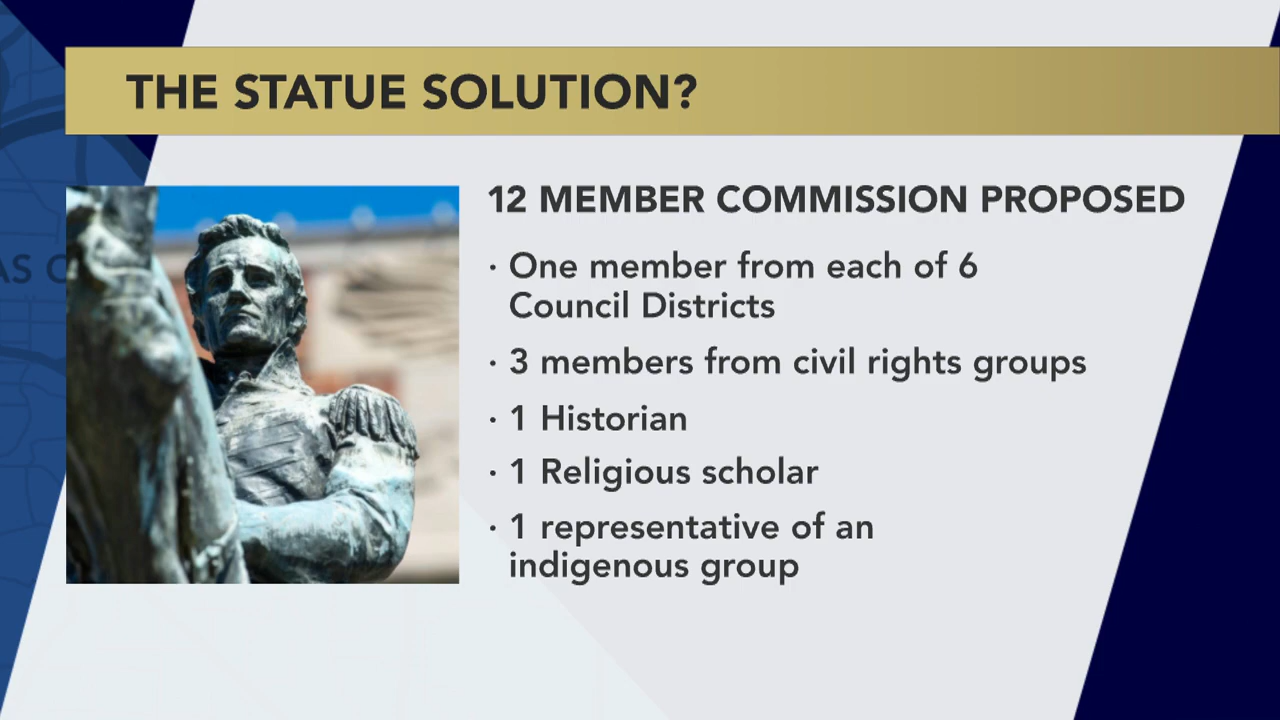 THE STATUE SOLUTION?
AS C
12 MEMBER COMMISSION PROPOSED
· One member from each of 6
Council Districts
· 3 members from civil rights groups
· 1 Historian
· 1 Religious scholar
· 1 representative of an
indigenous group